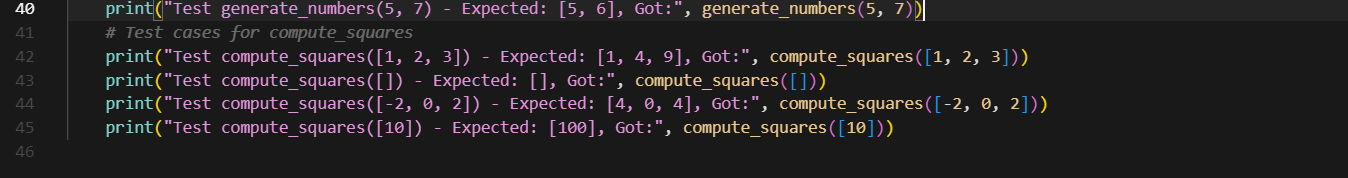 40 print("Test generate_numbers(5, 7) - Expected: [5, 6], Got:", generate_numbers(5, 7))
41 # Test cases for compute_squares
42 print("Test compute_squares([1, 2, 3]) - Expected: [1, 4, 9], Got:", compute_squares([1, 2, 3]))
43 print("Test compute_squares([]) - Expected: [], Got:", compute_squares([]))
44 print("Test compute_squares([-2, 0, 2]) - Expected: [4, 0, 4], Got:", compute_squares([-2, 0, 2]))
45 print("Test compute_squares([10]) - Expected: [100], Got:", compute_squares([10]))
46